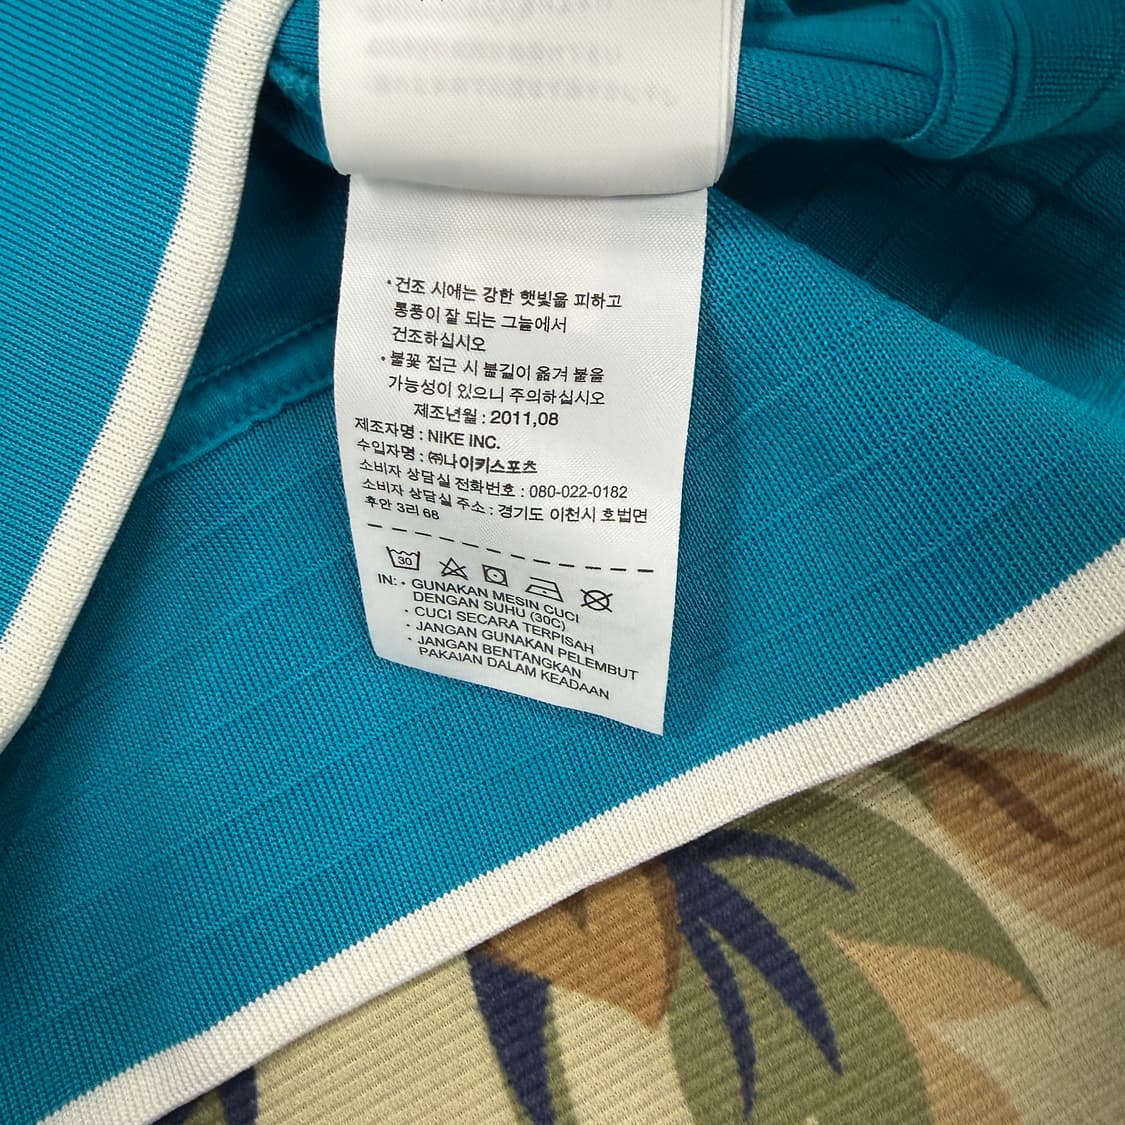 •건조 시에는 강한 햇빛을 피하고
통풍이 잘 되는 그늘에서
건조하십시오
•불꽃 접근 시 불길이 옮겨 붙을
가능성이 있으니 주의하십시오
제조년월 : 2011,08
제조자명 : NIKE INC.
수입자명 : ㈜나이키스포츠
소비자 상담실 전화번호 : 080-022-0182
소비자 상담실 주소 : 경기도 이천시 호법면
후안 3리 68
30
IN: • GUNAKAN MESIN CUCI
DENGAN SUHU (30C)
• CUCI SECARA TERPISAH
• JANGAN GUNAKAN PELEMBUT
• JANGAN BENTANGKAN
PAKAIAN DALAM KEADAAN